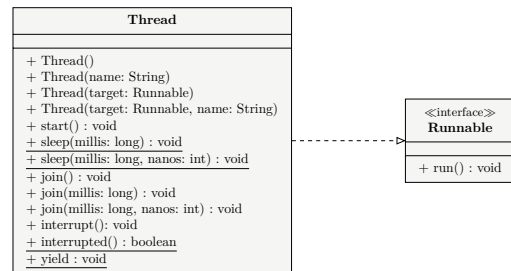 Thread
+ Thread()
+ Thread(name: String)
+ Thread(target: Runnable)
+ Thread(target: Runnable, name: String)
+ start() : void
+ sleep(millis: long) : void
+ sleep(millis: long, nanos: int) : void
+ join() : void
+ join(millis: long) : void
+ join(millis: long, nanos: int) : void
+ interrupt(): void
+ interrupted() : boolean
+ yield : void
≪interface≫
Runnable
+ run() : void